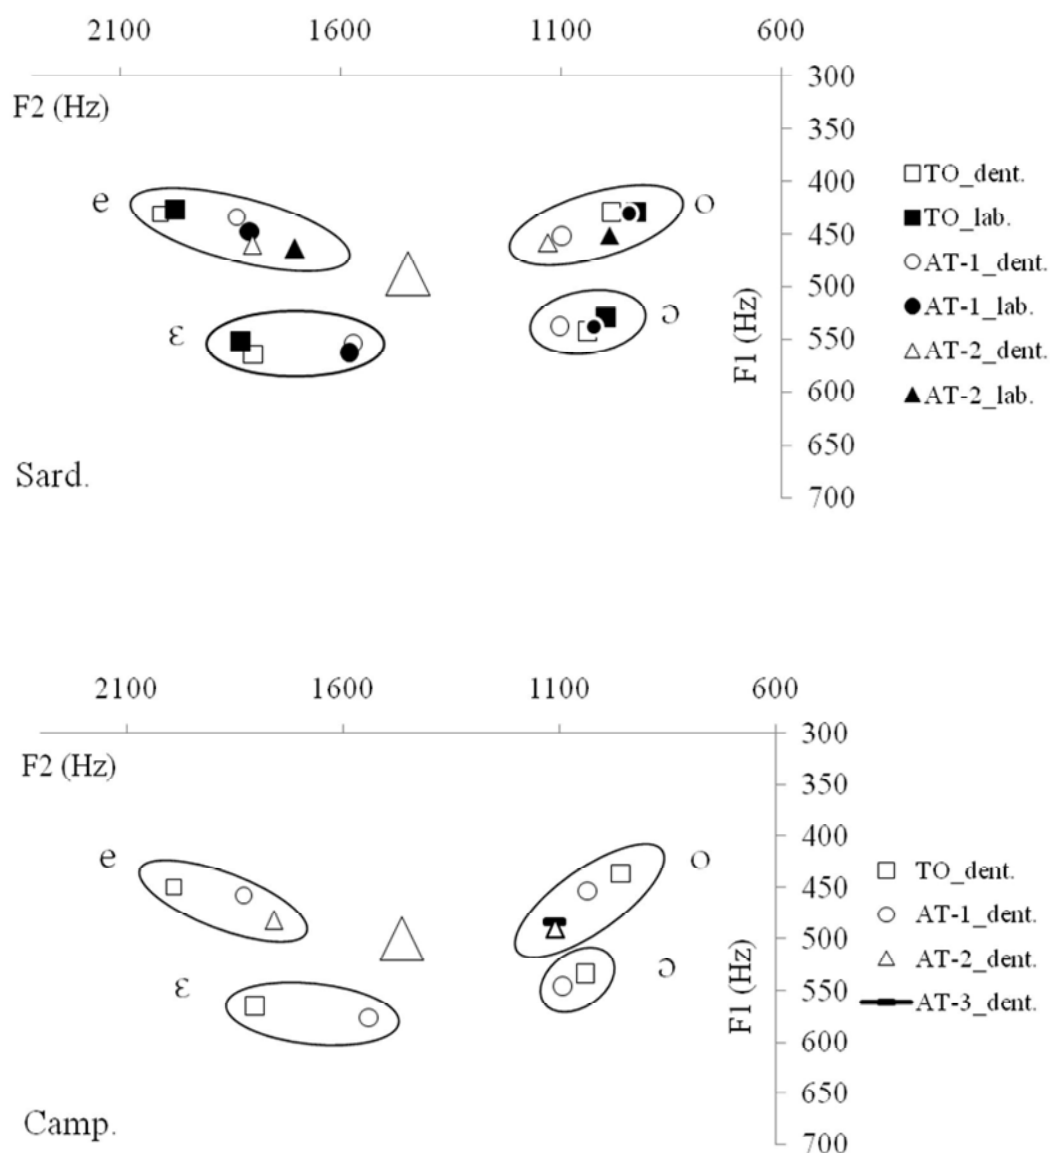 2100 1600 1100 600
300
F2 (Hz)
350
TO_dent.
e o 400
TO_lab.
450
AT-1_dent.
500
ε ɔ 550
AT-1_lab.
F1 (Hz)
600
AT-2_dent.
650
AT-2_lab.
Sard.
700
2100 1600 1100 600
300
F2 (Hz)
350
e o 400
TO_dent.
450
AT-1_dent.
500
AT-2_dent.
ε ɔ 550
AT-3_dent.
F1 (Hz)
600
650
Camp.
700